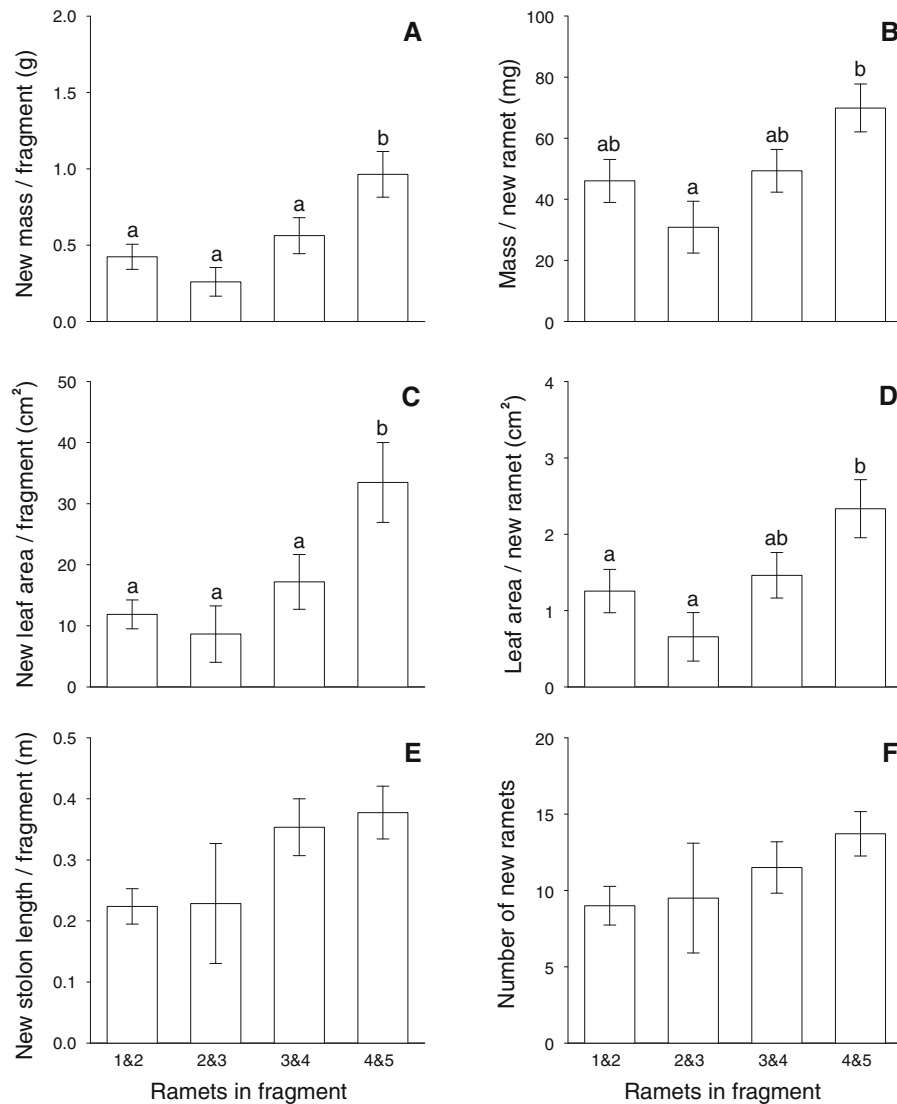 A
New mass / fragment (g)
2.0
1.5
1.0
0.5
0.0
a
a
a
b
B
Mass / new ramet (mg)
100
80
60
40
20
0
ab
a
ab
b
C
New leaf area / fragment (cm²)
50
40
30
20
10
0
a
a
a
b
D
Leaf area / new ramet (cm²)
4
3
2
1
0
a
a
ab
b
E
New stolon length / fragment (m)
0.5
0.4
0.3
0.2
0.1
0.0
1&2 2&3 3&4 4&5
Ramets in fragment
F
Number of new ramets
20
15
10
5
0
1&2 2&3 3&4 4&5
Ramets in fragment